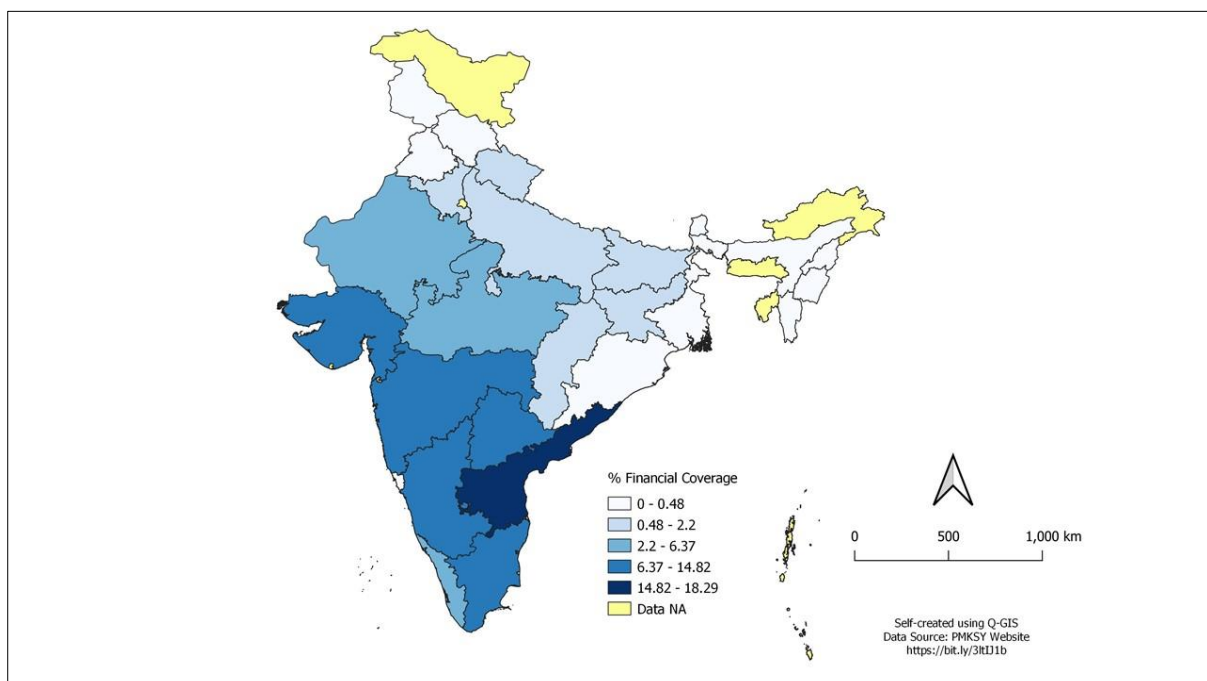 % Financial Coverage
0 - 0.48
0.48 - 2.2
2.2 - 6.37
6.37 - 14.82
14.82 - 18.29
Data NA
0 500 1,000 km
Self-created using Q-GIS
Data Source: PMKSY Website
https://bit.ly/3ltIJ1b